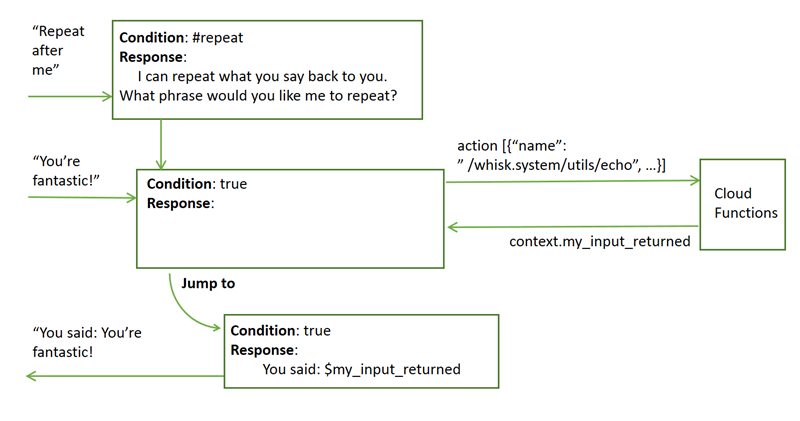 “Repeat
after
me”
Condition: #repeat
Response:
I can repeat what you say back to you.
What phrase would you like me to repeat?
“You’re
fantastic!”
Condition: true
Response:
action [{“name”:
” /whisk.system/utils/echo”, …}]
Cloud
Functions
context.my_input_returned
Jump to
“You said: You’re
fantastic!
Condition: true
Response:
You said: $my_input_returned